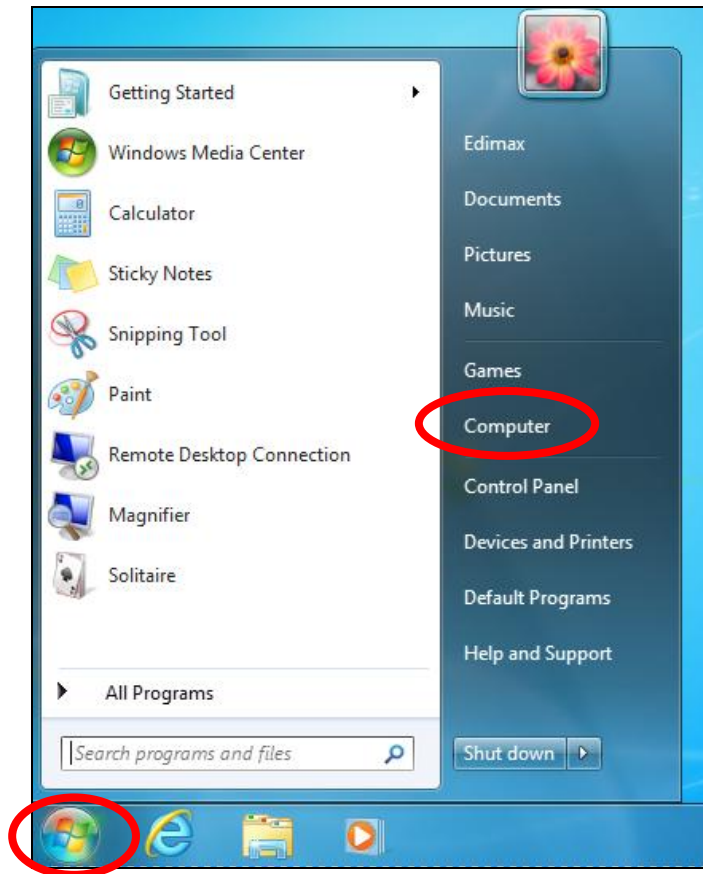 Getting Started
Windows Media Center
Calculator
Sticky Notes
Snipping Tool
Paint
Remote Desktop Connection
Magnifier
Solitaire
All Programs
Search programs and files
Edimax
Documents
Pictures
Music
Games
Computer
Control Panel
Devices and Printers
Default Programs
Help and Support
Shut down